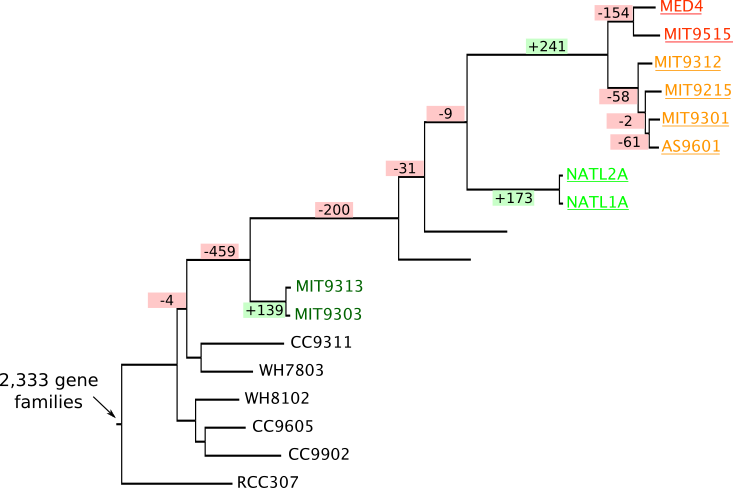 MED4
-154
MIT9515
+241
MIT9312
MIT9215
-58
-9
MIT9301
-2
-61
AS9601
-31
NATL2A
+173
NATL1A
-200
-459
MIT9313
-4
+139
MIT9303
CC9311
WH7803
2,333 gene
families
WH8102
CC9605
CC9902
RCC307